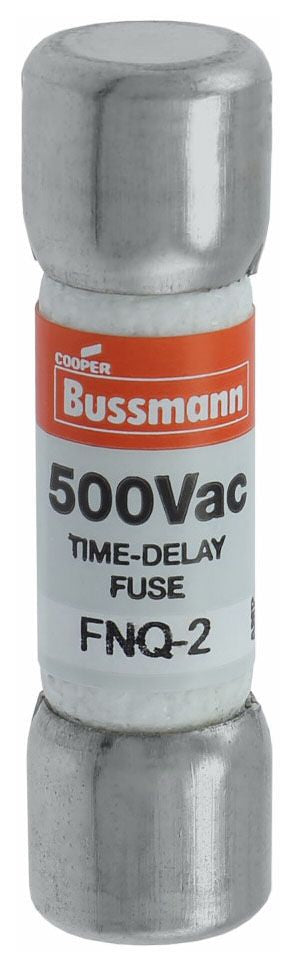 COOPER
Bussmann
500Vac
TIME-DELAY
FUSE
FNQ-2